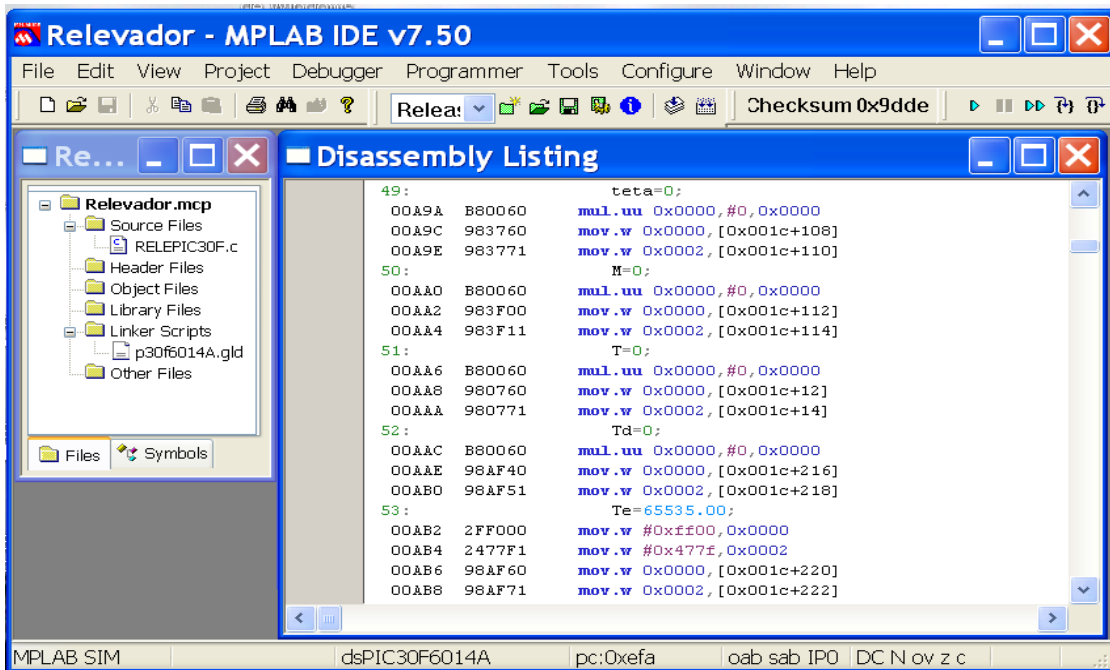 Relevador - MPLAB IDE v7.50
File Edit View Project Debugger Programmer Tools Configure Window Help
Checksum 0x9dde
Re...
Relevador.mcp
Source Files
RELEPIC30F.c
Header Files
Object Files
Library Files
Linker Scripts
p30f6014A.gld
Other Files
Files Symbols
Disassembly Listing
49: teta=0;
00A9A B80060 mul.uu 0x0000,#0,0x0000
00A9C 983760 mov.w 0x0000,[0x001c+108]
00A9E 983771 mov.w 0x0002,[0x001c+110]
50: M=0;
00AA0 B80060 mul.uu 0x0000,#0,0x0000
00AA2 983F00 mov.w 0x0000,[0x001c+112]
00AA4 983F11 mov.w 0x0002,[0x001c+114]
51: T=0;
00AA6 B80060 mul.uu 0x0000,#0,0x0000
00AA8 980760 mov.w 0x0000,[0x001c+12]
00AAA 980771 mov.w 0x0002,[0x001c+14]
52: Td=0;
00AAC B80060 mul.uu 0x0000,#0,0x0000
00AAE 98AF40 mov.w 0x0000,[0x001c+216]
00AB0 98AF51 mov.w 0x0002,[0x001c+218]
53: Te=65535.00;
00AB2 2FF000 mov.w #0xff00,0x0000
00AB4 2477F1 mov.w #0x477f,0x0002
00AB6 98AF60 mov.w 0x0000,[0x001c+220]
00AB8 98AF71 mov.w 0x0002,[0x001c+222]
MPLAB SIM dsPIC30F6014A pc:0xefa oab sab IP0 DC N ov z c